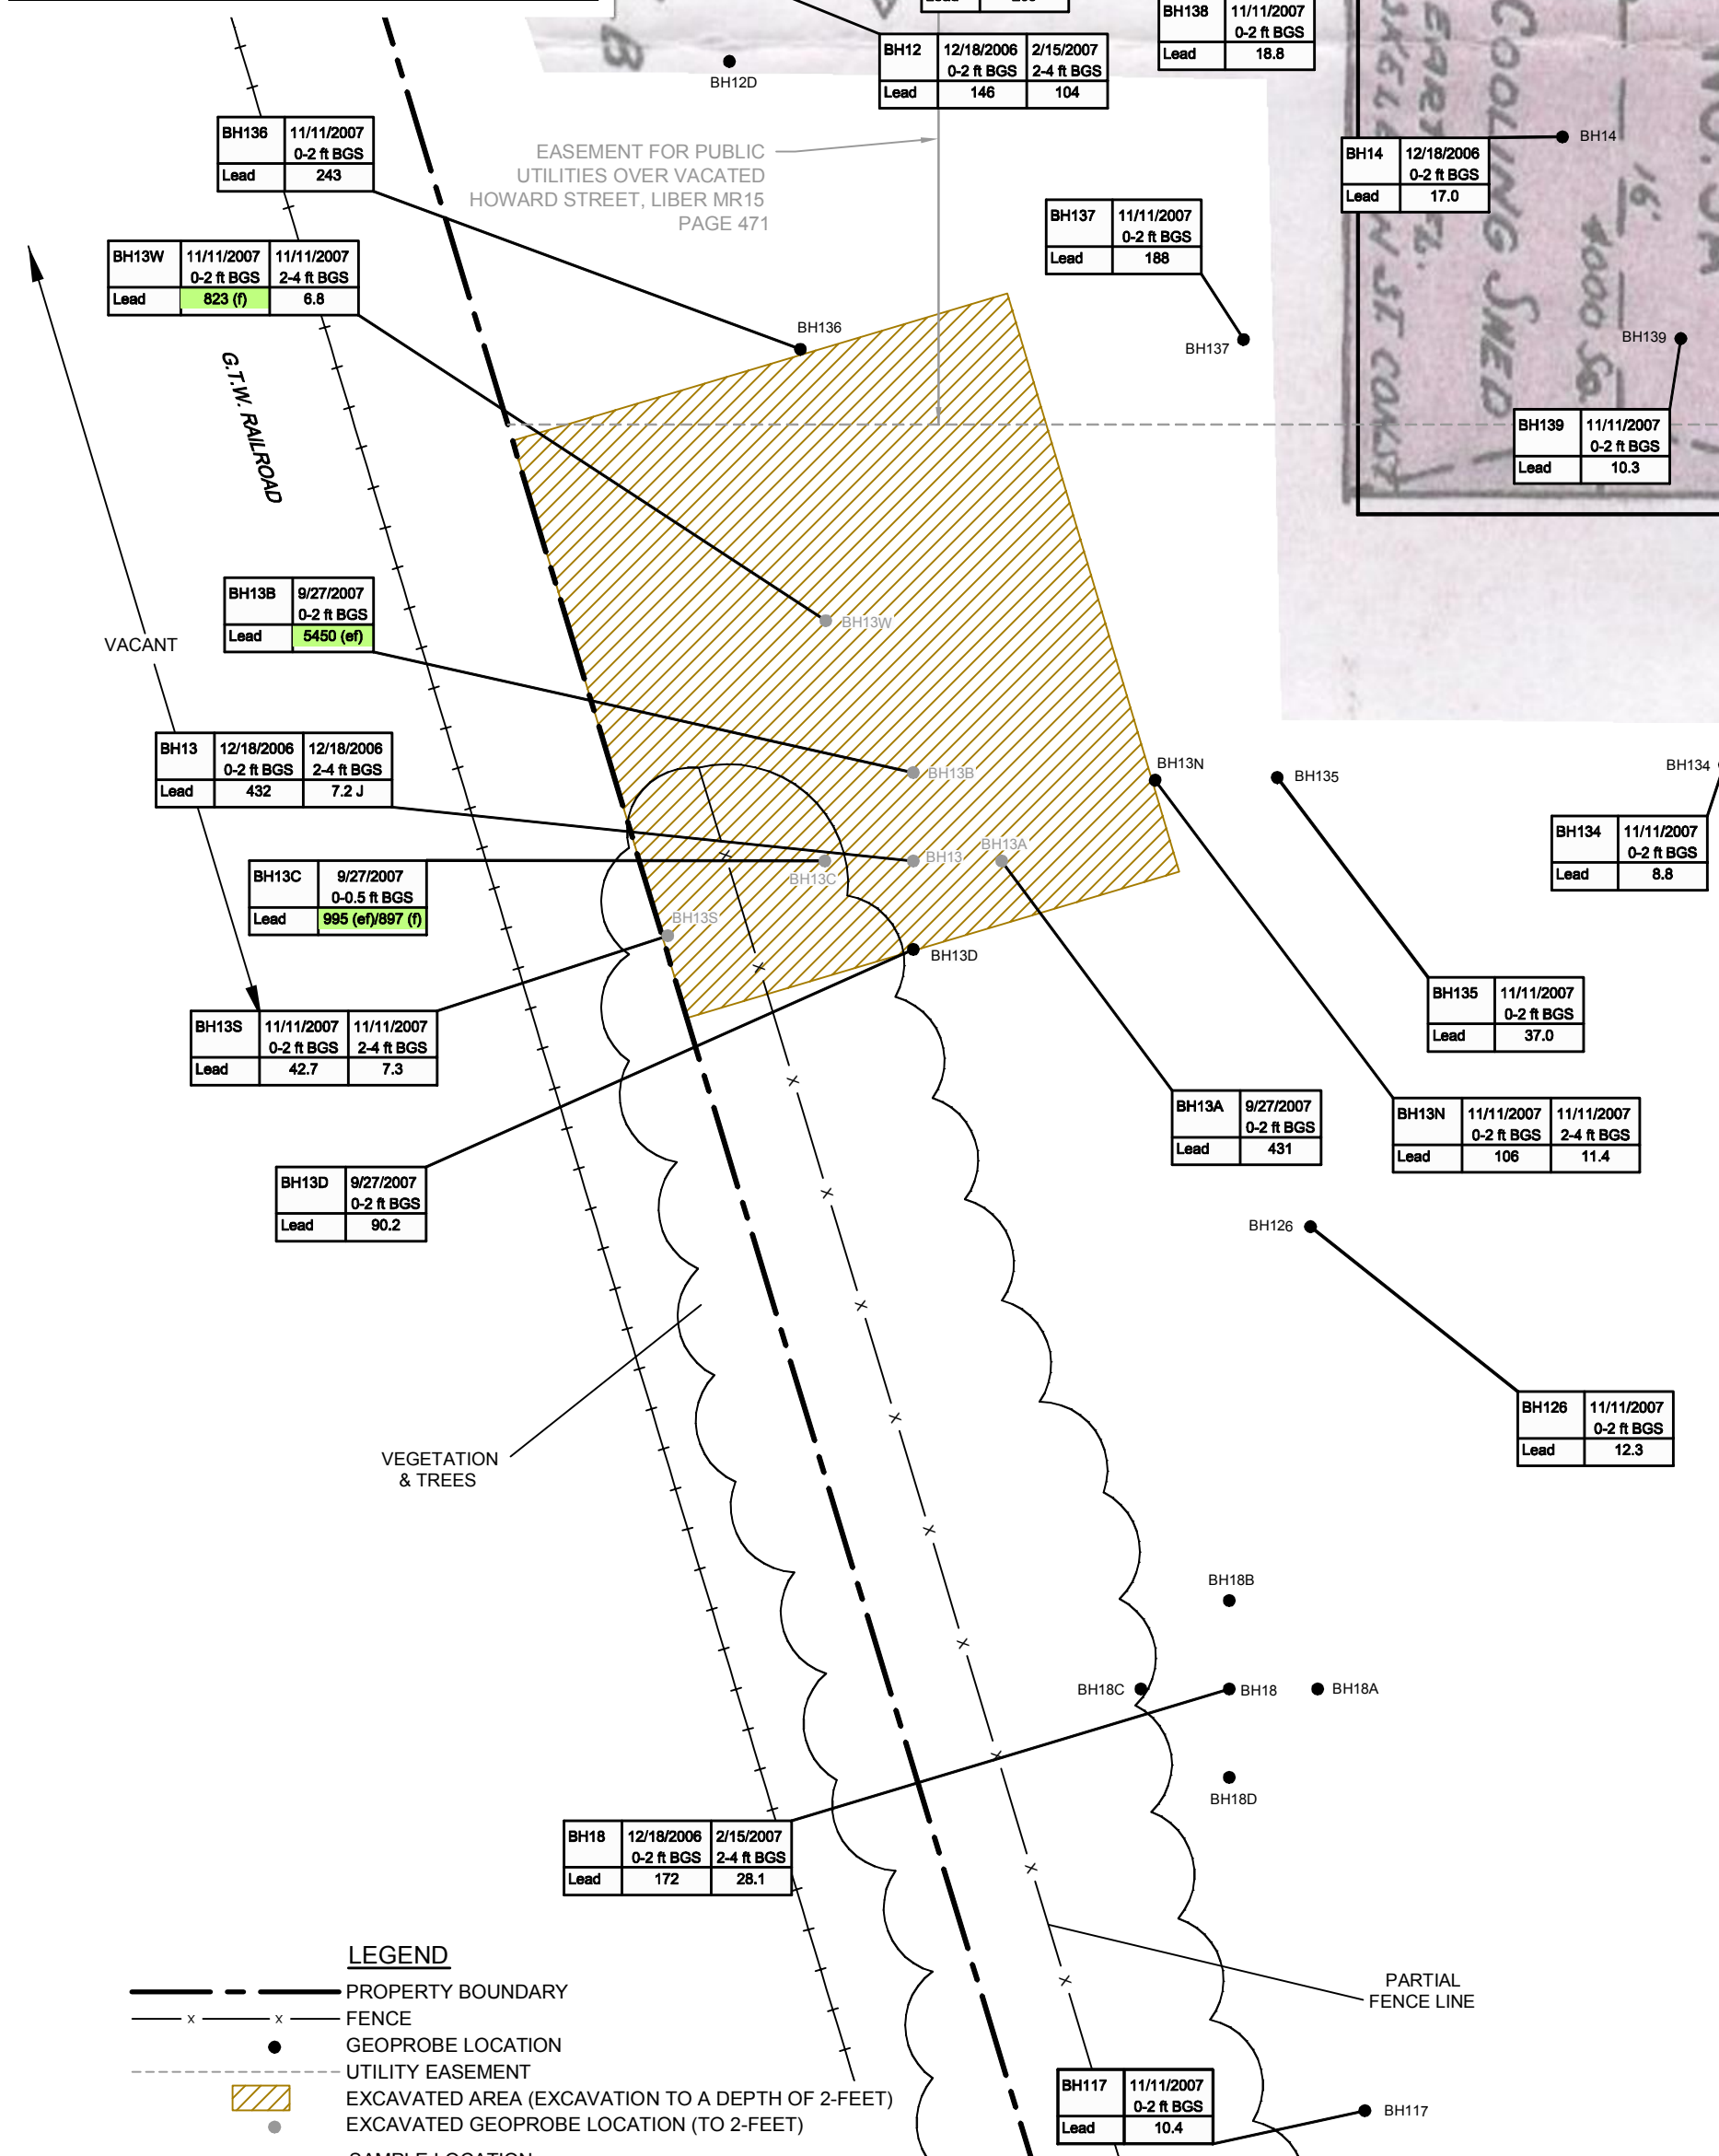 B
BH12D
Lead
BH12 12/18/2006 2/15/2007
0-2 ft BGS 2-4 ft BGS
Lead 146 104
BH138 11/11/2007
0-2 ft BGS
Lead 18.8
COOLING SHED
16'
4000 SQ
N-ST CONST
BH136 11/11/2007
0-2 ft BGS
Lead 243
EASEMENT FOR PUBLIC
UTILITIES OVER VACATED
HOWARD STREET, LIBER MR15
PAGE 471
BH14
BH14 12/18/2006
0-2 ft BGS
Lead 17.0
BH137 11/11/2007
0-2 ft BGS
Lead 188
BH13W 11/11/2007 11/11/2007
0-2 ft BGS 2-4 ft BGS
Lead 823 (f) 6.8
BH136
BH137
BH139
G.T.W. RAILROAD
BH139 11/11/2007
0-2 ft BGS
Lead 10.3
BH13B 9/27/2007
0-2 ft BGS
Lead 5450 (ef)
BH13W
VACANT
BH13 12/18/2006 12/18/2006
0-2 ft BGS 2-4 ft BGS
Lead 432 7.2 J
BH13B
BH13N
BH135
BH134
BH134 11/11/2007
0-2 ft BGS
Lead 8.8
BH13C 9/27/2007
0-0.5 ft BGS
Lead 995 (ef)/897 (f)
BH13C
BH13
BH13A
BH13S
BH13D
BH13S 11/11/2007 11/11/2007
0-2 ft BGS 2-4 ft BGS
Lead 42.7 7.3
BH135 11/11/2007
0-2 ft BGS
Lead 37.0
BH13A 9/27/2007
0-2 ft BGS
Lead 431
BH13N 11/11/2007 11/11/2007
0-2 ft BGS 2-4 ft BGS
Lead 106 11.4
BH13D 9/27/2007
0-2 ft BGS
Lead 90.2
BH126
BH126 11/11/2007
0-2 ft BGS
Lead 12.3
VEGETATION
& TREES
BH18B
BH18C
BH18
BH18A
BH18D
BH18 12/18/2006 2/15/2007
0-2 ft BGS 2-4 ft BGS
Lead 172 28.1
PARTIAL
FENCE LINE
LEGEND
PROPERTY BOUNDARY
x x FENCE
GEOPROBE LOCATION
UTILITY EASEMENT
EXCAVATED AREA (EXCAVATION TO A DEPTH OF 2-FEET)
EXCAVATED GEOPROBE LOCATION (TO 2-FEET)
SAMPLE LOCATION
BH117 11/11/2007
0-2 ft BGS
Lead 10.4
BH117